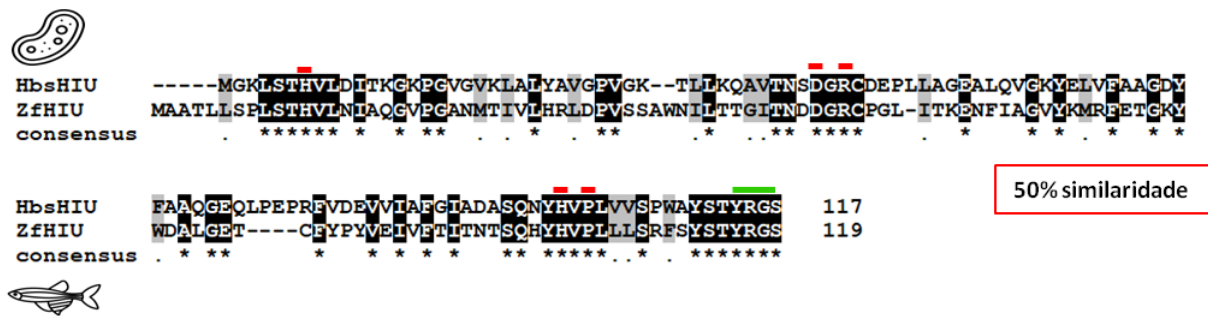 HbsHIU -----MGKLSTHVLDITKGKPGVGVKLALYAVGPVGK--TLLKQAVTNSDGRCDEPLLAGEALQVGKYELVFAAGDY
ZfHIU MAATLLSPLSTHVLNIAQGVPGANMTIVLHRLDPVSSAWNILTTGITNDDGRCPGL-ITKENFIAGVYKMRFETGKY
consensus . ****** * * ** . . * . ** .* .. ** **** . * * * . * * *
HbsHIU FAAQGEQLPEPRFVDEVVIAFGIADASQNYHVPLVVSPWAYSTYRGS 117
ZfHIU WDALGET----CFYPYVEIVFTITNTSQHYHVPLLLSRFSYSTYRGS 119
consensus . * ** * * * * * ** *****..* . *******
50% similaridade